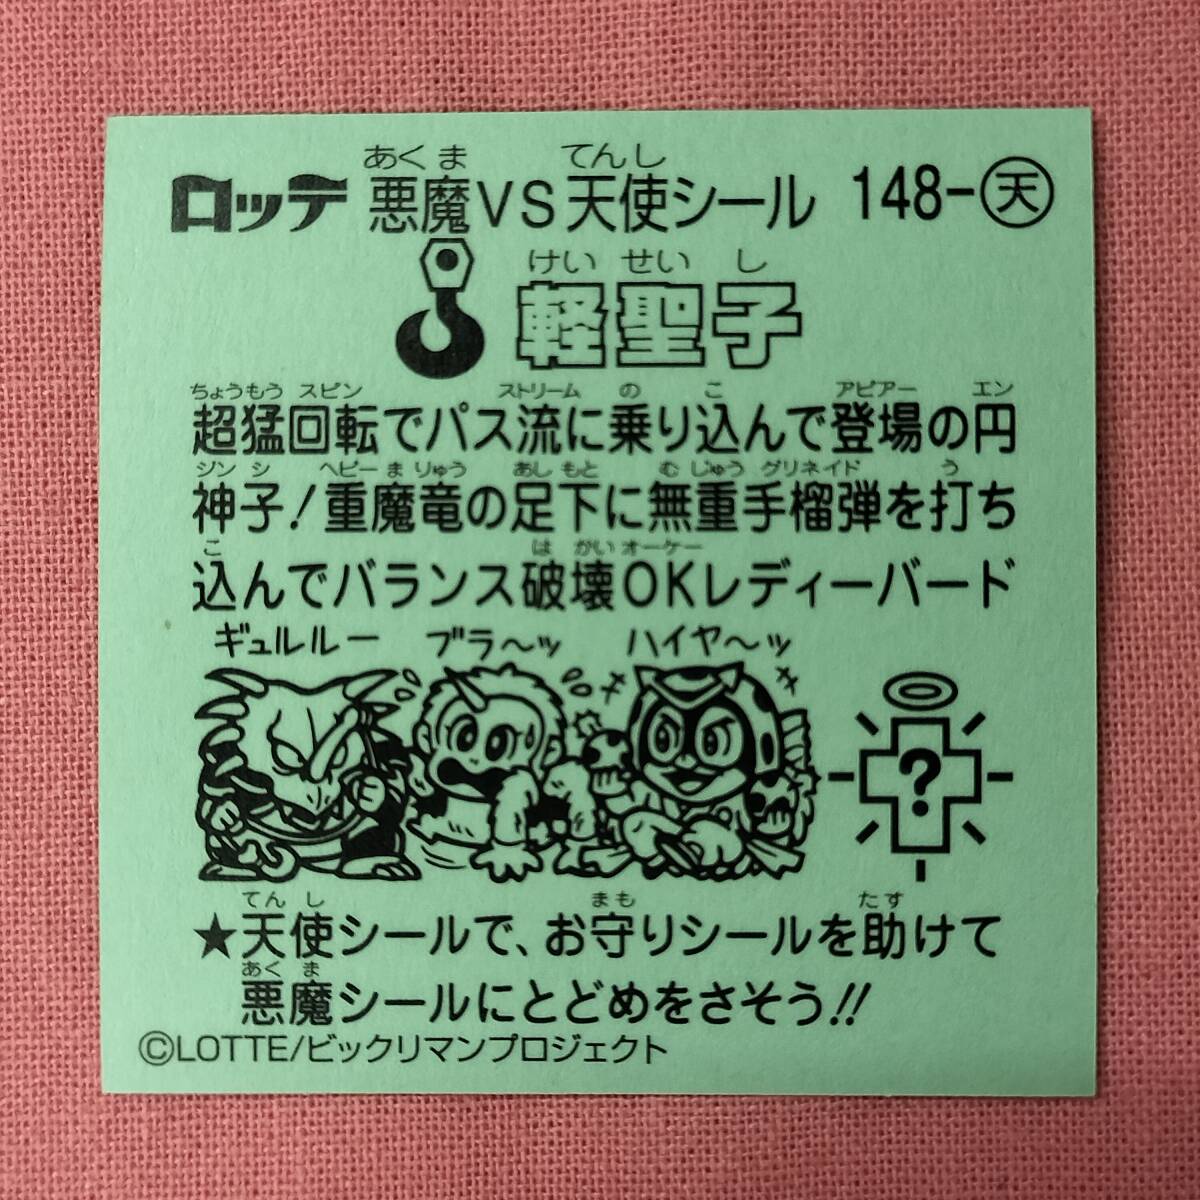 あくま てんし
ロッテ 悪魔VS天使シール 148-天
けい せい し
軽聖子
ちょうもう スピン ストリーム の こ アピアー エン
超猛回転でパス流に乗り込んで登場の円
ジン シ ヘビー ま りゅう あし もと む じゅう グリネイド う
神子!重魔竜の足下に無重手榴弾を打ち
こ は かい オーケー
込んでバランス破壊OKレディーバード
ギュルルー ブラ〜ッ ハイヤ〜ッ
?
てん し まも たす
★天使シールで、お守りシールを助けて
あく ま
悪魔シールにとどめをさそう!!
©LOTTE/ビックリマンプロジェクト